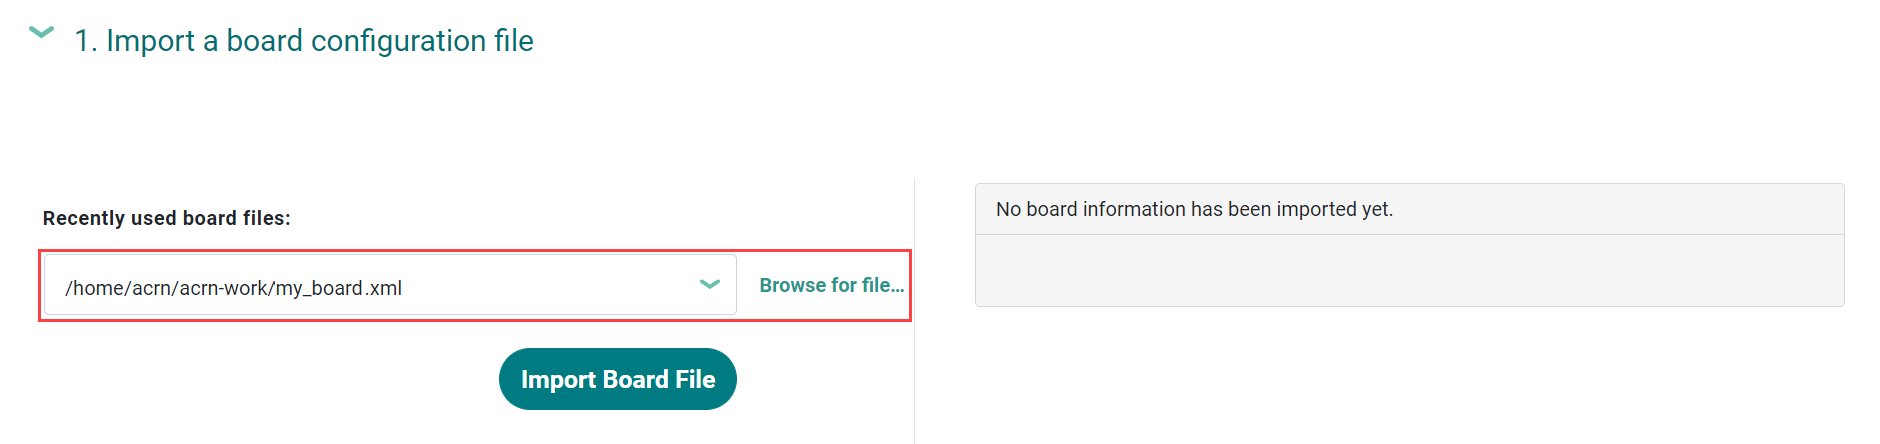 1. Import a board configuration file
Recently used board files:
/home/acrn/acrn-work/my_board.xml
Browse for file...
Import Board File
No board information has been imported yet.